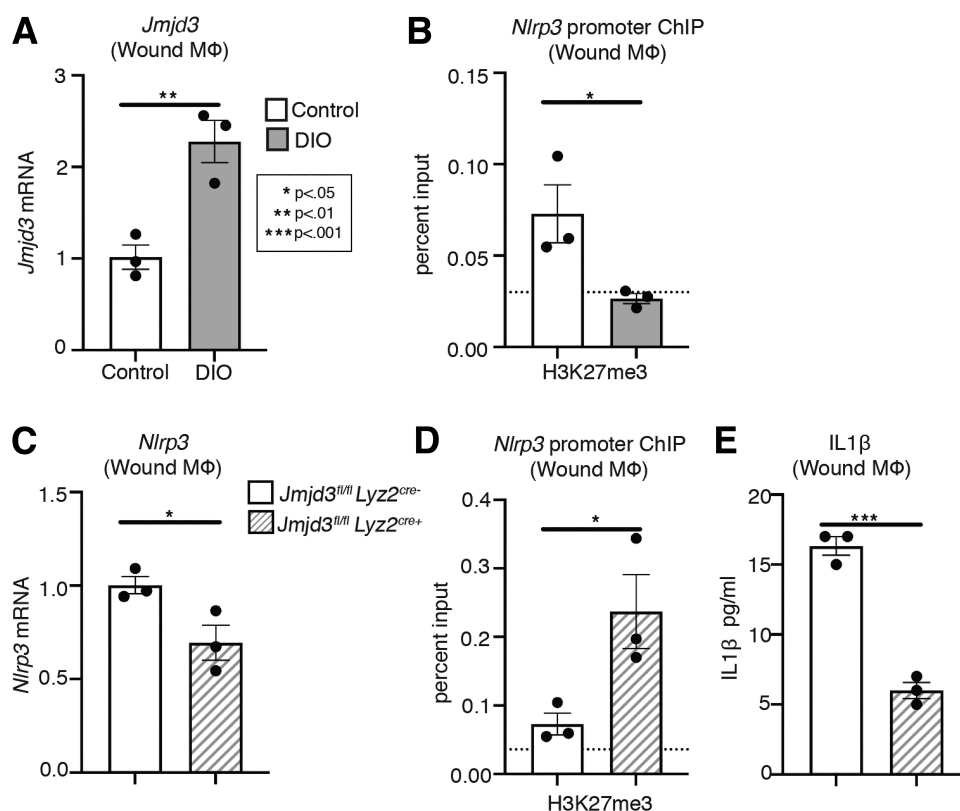 A
Jmjd3
(Wound MΦ)
3
2
1
0
Jmjd3 mRNA
**
Control
DIO
Control
DIO
* p<.05
** p<.01
*** p<.001
B
Nlrp3 promoter ChIP
(Wound MΦ)
0.15
0.10
0.05
0.00
percent input
*
H3K27me3
C
Nlrp3
(Wound MΦ)
1.5
1.0
0.5
0.0
Nlrp3 mRNA
*
Jmjd3fl/fl Lyz2cre-
Jmjd3fl/fl Lyz2cre+
D
Nlrp3 promoter ChIP
(Wound MΦ)
0.4
0.3
0.2
0.1
0.00
percent input
*
H3K27me3
E
IL1β
(Wound MΦ)
20
15
10
5
0
IL1β pg/ml
***